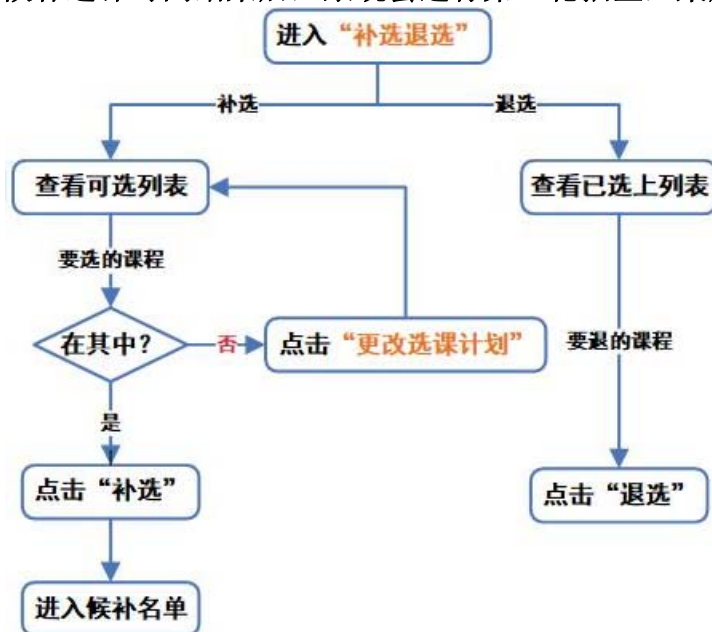 进入“补选退选”
补选
退选
查看可选列表
查看已选上列表
要选的课程
在其中？
否
点击“更改选课计划”
要退的课程
是
点击“补选”
点击“退选”
进入候补名单